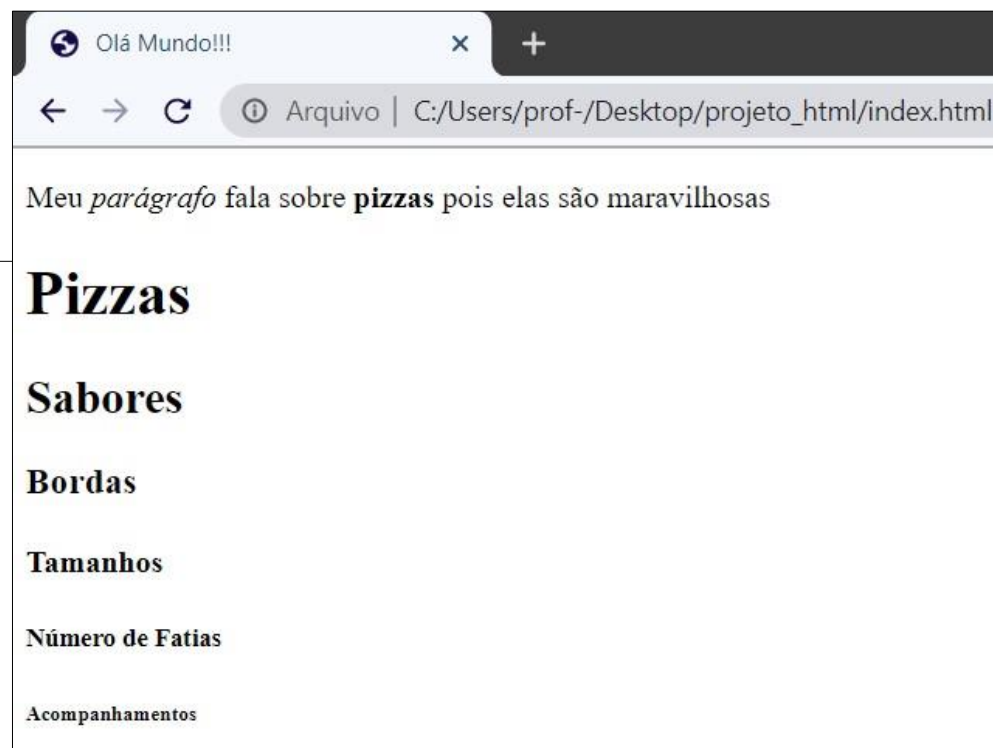 Olá Mundo!!!
Arquivo | C:/Users/prof-/Desktop/projeto_html/index.html
Meu parágrafo fala sobre pizzas pois elas são maravilhosas
Pizzas
Sabores
Bordas
Tamanhos
Número de Fatias
Acompanhamentos